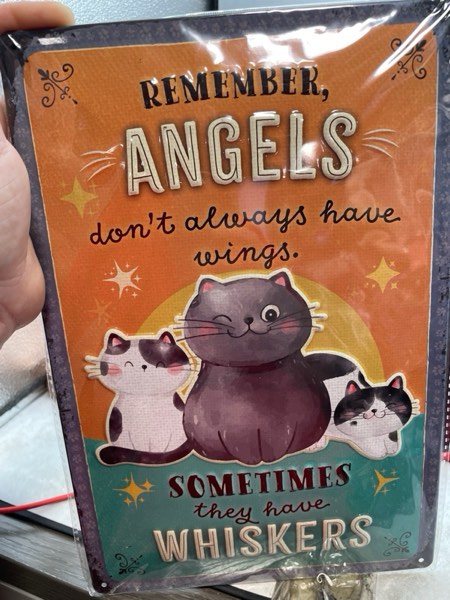 REMEMBER,
ANGELS
don't always have
wings.
SOMETIMES
they have
WHISKERS